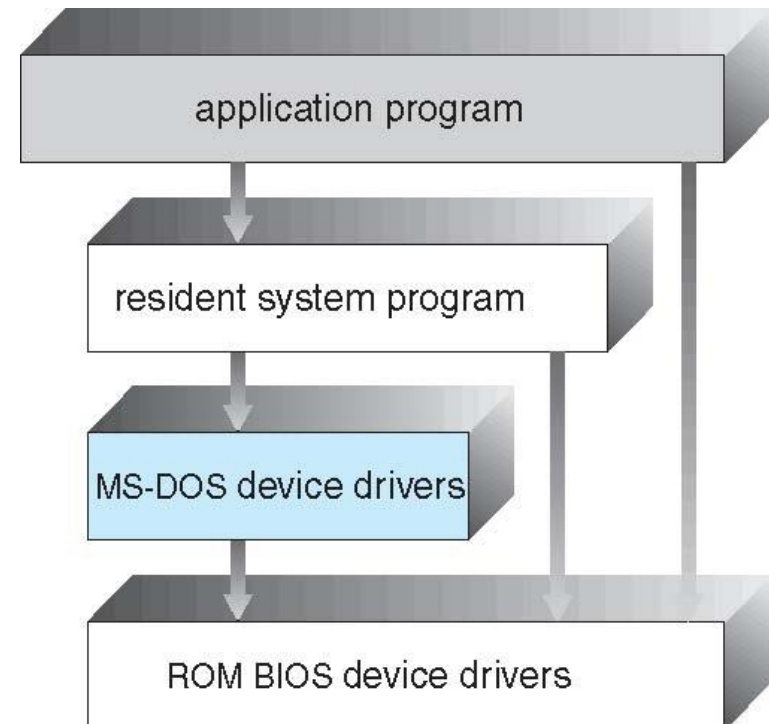 application program
resident system program
MS-DOS device drivers
ROM BIOS device drivers